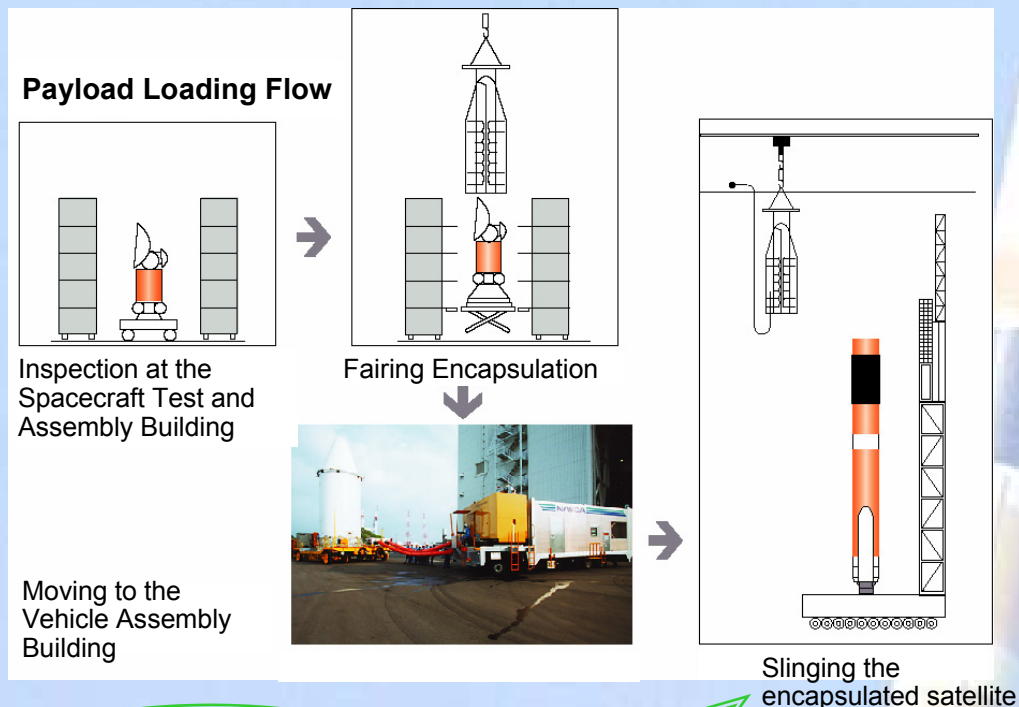 Payload Loading Flow
Inspection at the
Spacecraft Test and
Assembly Building
Fairing Encapsulation
Moving to the
Vehicle Assembly
Building
Slinging the
encapsulated satellite